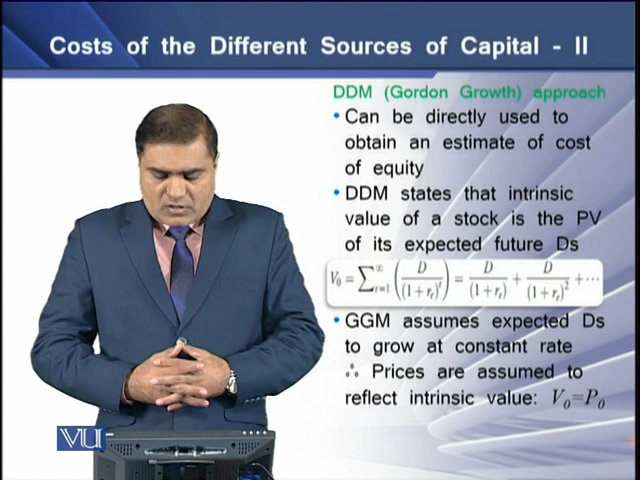 Costs of the Different Sources of Capital - II
DDM (Gordon Growth) approach
• Can be directly used to
obtain an estimate of cost
of equity
• DDM states that intrinsic
value of a stock is the PV
of its expected future Ds
V₀ = ∑ᵢ₌₁^∞ (D/(1 + rₑ)ᵗ) = D/(1 + rₑ) + D/(1 + rₑ)² + ⋯
• GGM assumes expected Ds
to grow at constant rate
∴ Prices are assumed to
reflect intrinsic value: V₀=P₀
VU